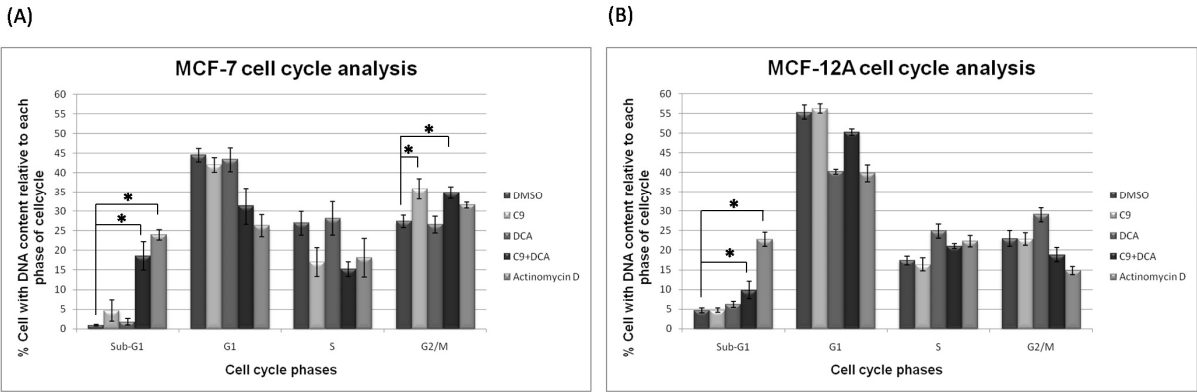 (A)
MCF-7 cell cycle analysis
% Cell with DNA content relative to each
phase of cellcycle
60
55
50
45
40
35
30
25
20
15
10
5
0
*
*
*
*
Sub-G1 G1 S G2/M
Cell cycle phases
DMSO
C9
DCA
C9+DCA
Actinomycin D
(B)
MCF-12A cell cycle analysis
% Cell with DNA content relative to each
phase of cellcycle
60
55
50
45
40
35
30
25
20
15
10
5
0
*
*
Sub-G1 G1 S G2/M
Cell cycle phases
DMSO
C9
DCA
C9+DCA
Actinomycin D